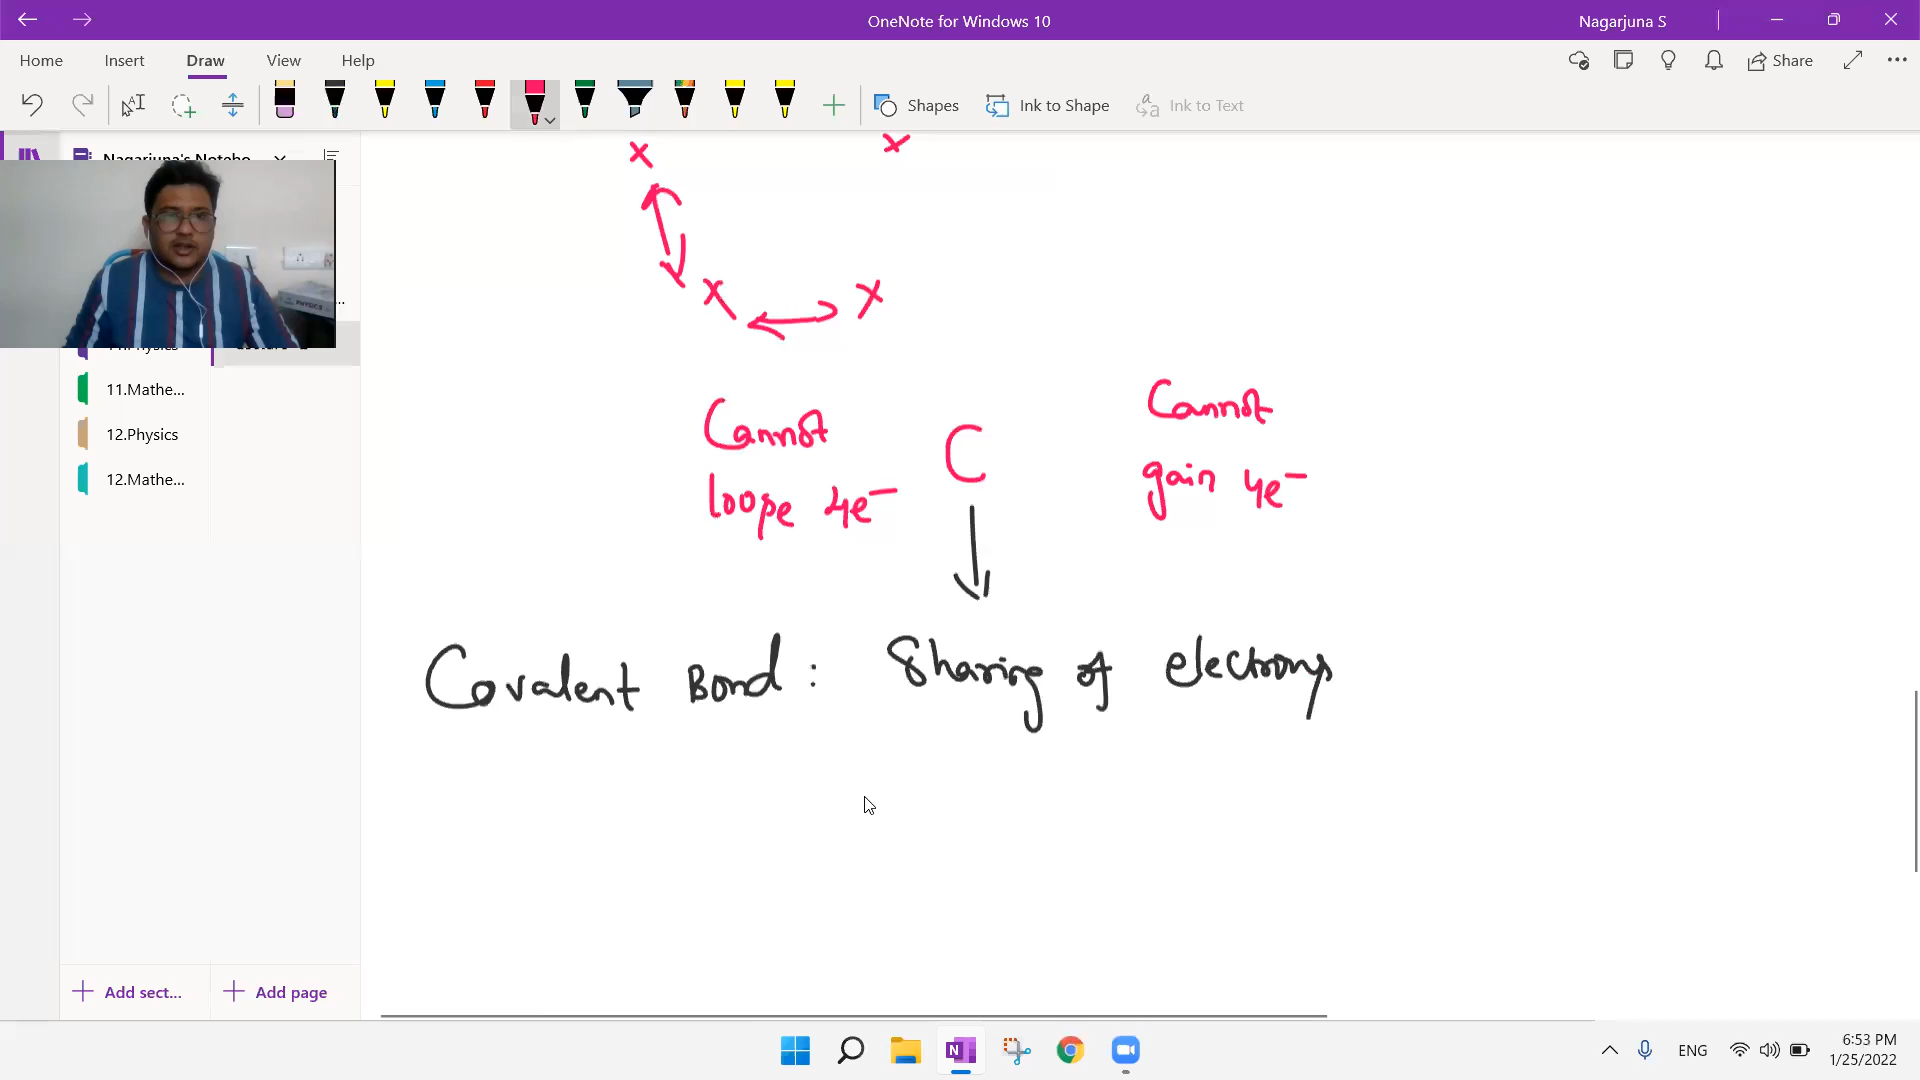 OneNote for Windows 10
Nagarjuna S
Home Insert Draw View Help
Share
Shapes Ink to Shape Ink to Text
Nagarjuna's Notebo
x x
x x
Cannot
loose 4e⁻
C
Cannot
gain 4e⁻
Covalent Bond : Sharing of electrons
11.Mathe...
12.Physics
12.Mathe...
Add sect... Add page
ENG
6:53 PM
1/25/2022